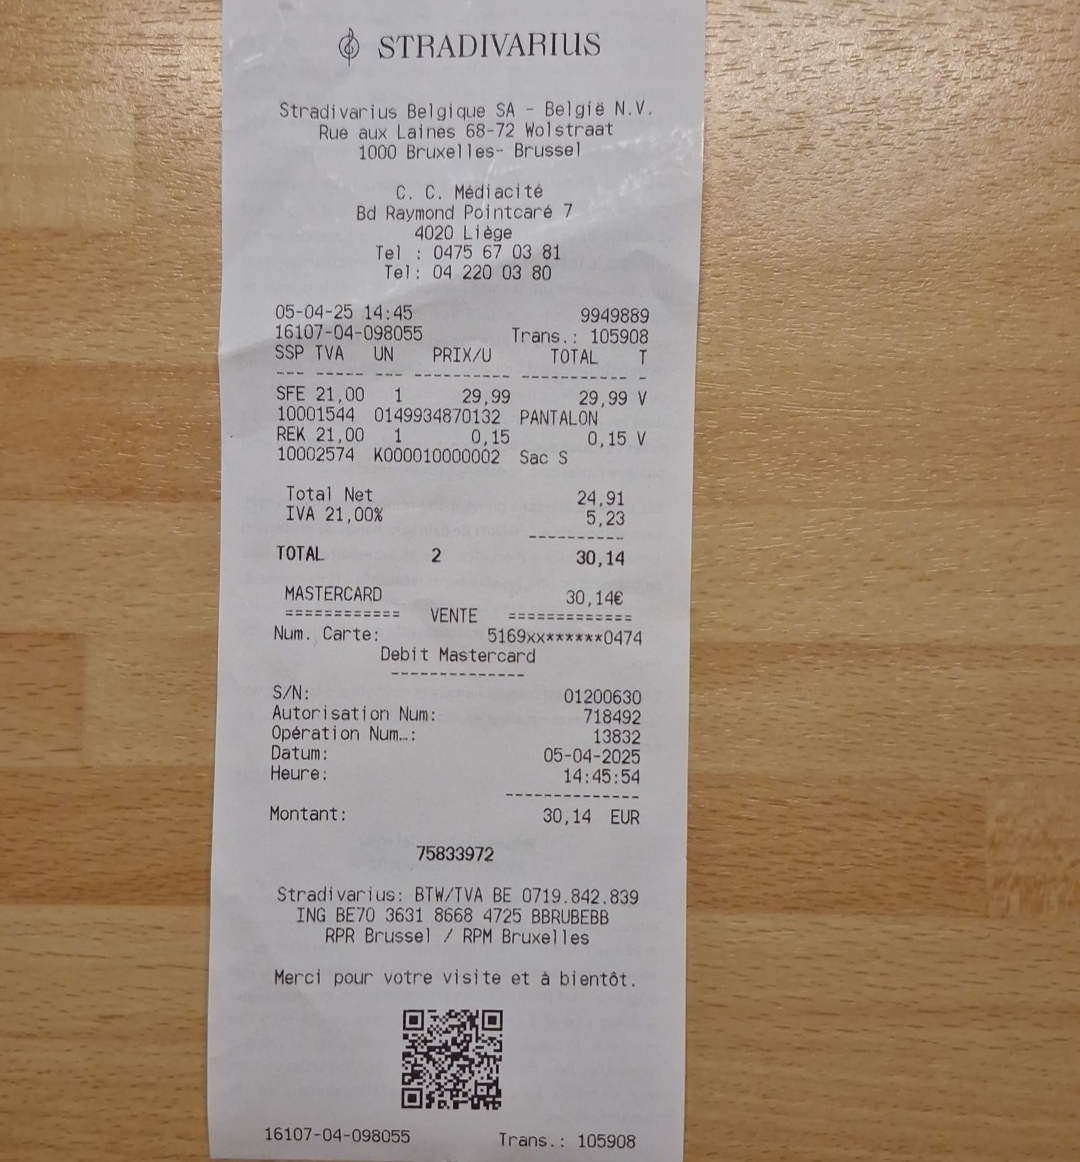 STRADIVARIUS
Stradivarius Belgique SA - België N.V.
Rue aux Laines 68-72 Wolstraat
1000 Bruxelles- Brussel
C. C. Médiacité
Bd Raymond Pointcaré 7
4020 Liège
Tel : 0475 67 03 81
Tel: 04 220 03 80
05-04-25 14:45 9949889
16107-04-098055 Trans.: 105908
SSP TVA UN PRIX/U TOTAL T
--- ----- --- ---------- ----------- -
SFE 21,00 1 29,99 29,99 V
10001544 0149934870132 PANTALON
REK 21,00 1 0,15 0,15 V
10002574 K000010000002 Sac S
Total Net 24,91
IVA 21,00% 5,23
----------
TOTAL 2 30,14
MASTERCARD 30,14€
============ VENTE =============
Num. Carte: 5169xx******0474
Debit Mastercard
--------------
S/N: 01200630
Autorisation Num: 718492
Opération Num…: 13832
Datum: 05-04-2025
Heure: 14:45:54
--------------
Montant: 30,14 EUR
75833972
Stradivarius: BTW/TVA BE 0719.842.839
ING BE70 3631 8668 4725 BBRUBEBB
RPR Brussel / RPM Bruxelles
Merci pour votre visite et à bientôt.
16107-04-098055 Trans.: 105908